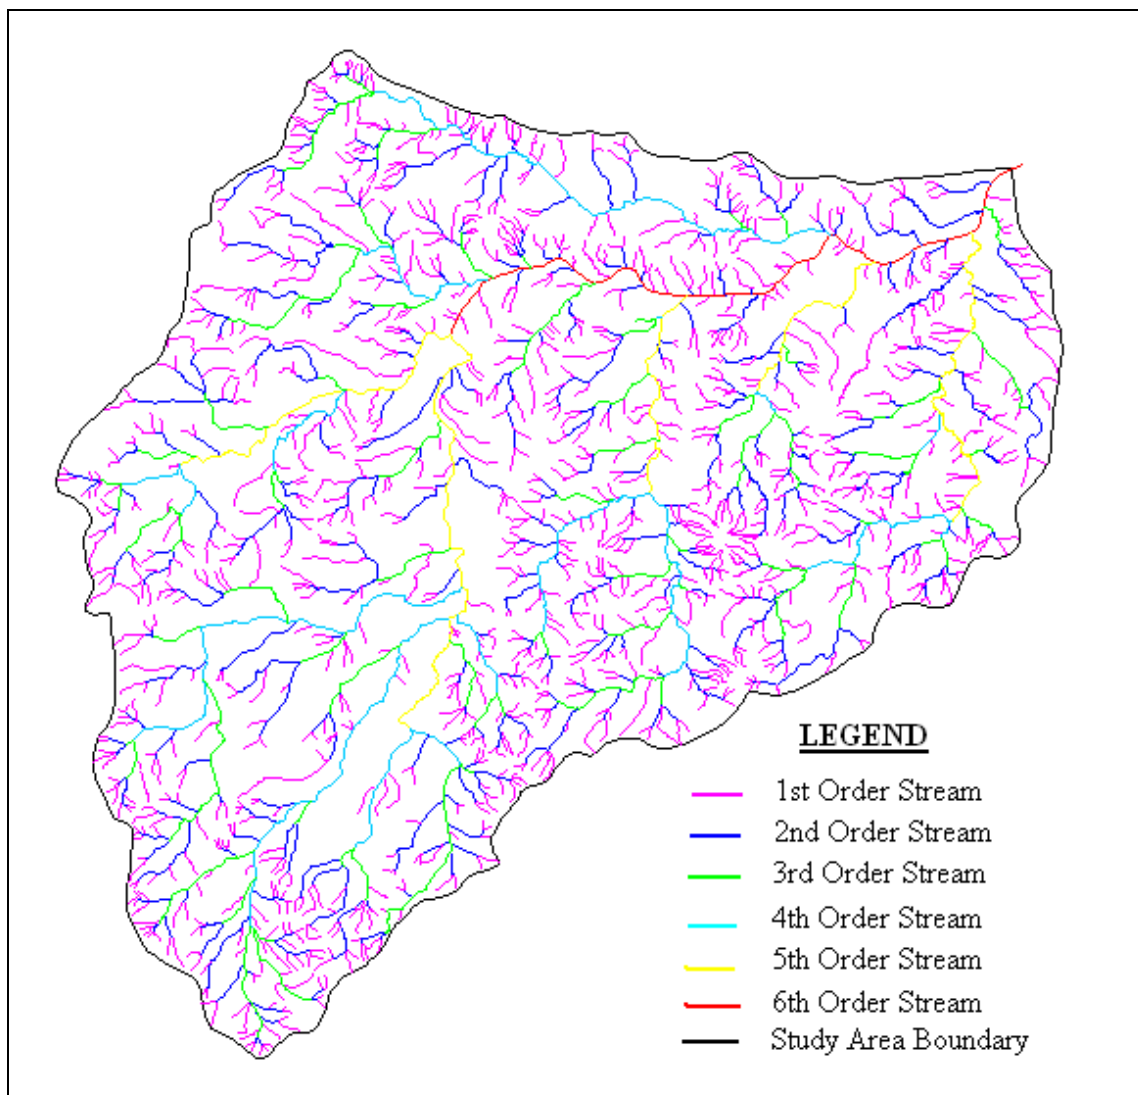 LEGEND
1st Order Stream
2nd Order Stream
3rd Order Stream
4th Order Stream
5th Order Stream
6th Order Stream
Study Area Boundary